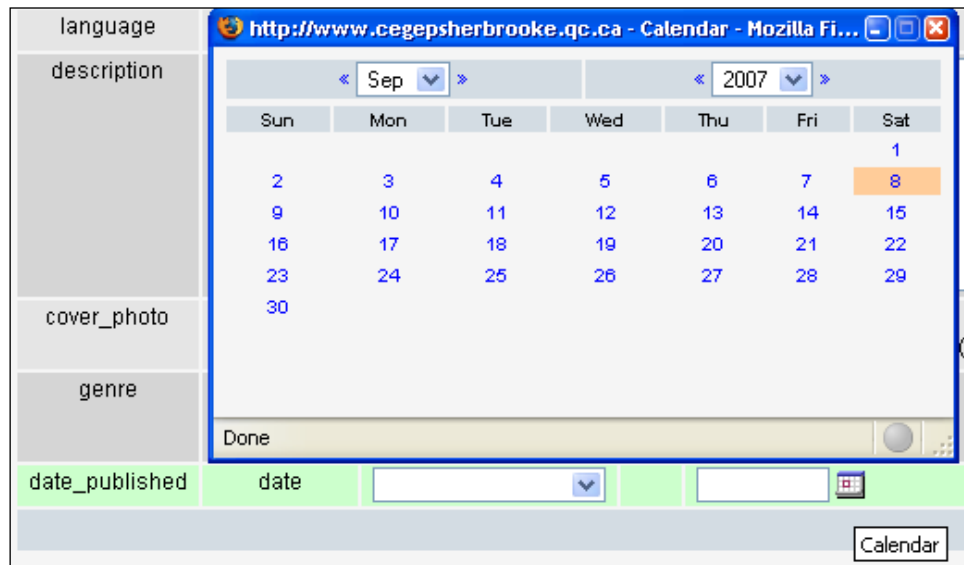 language
http://www.cegepsherbrooke.qc.ca - Calendar - Mozilla Fi...
description
« Sep » « 2007 »
Sun Mon Tue Wed Thu Fri Sat
1
2 3 4 5 6 7 8
9 10 11 12 13 14 15
16 17 18 19 20 21 22
23 24 25 26 27 28 29
30
cover_photo
genre
Done
date_published date
Calendar